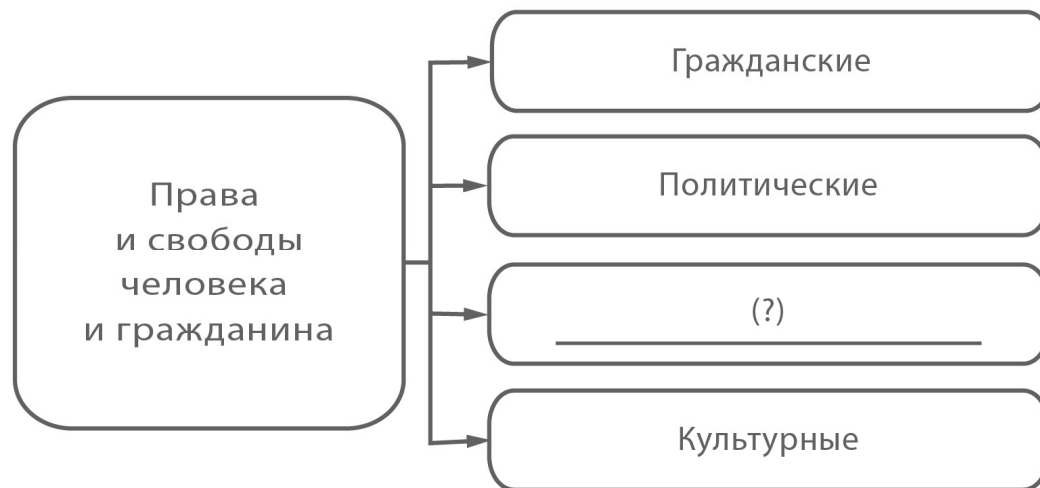 Права
и свободы
человека
и гражданина
Гражданские
Политические
(?)
Культурные